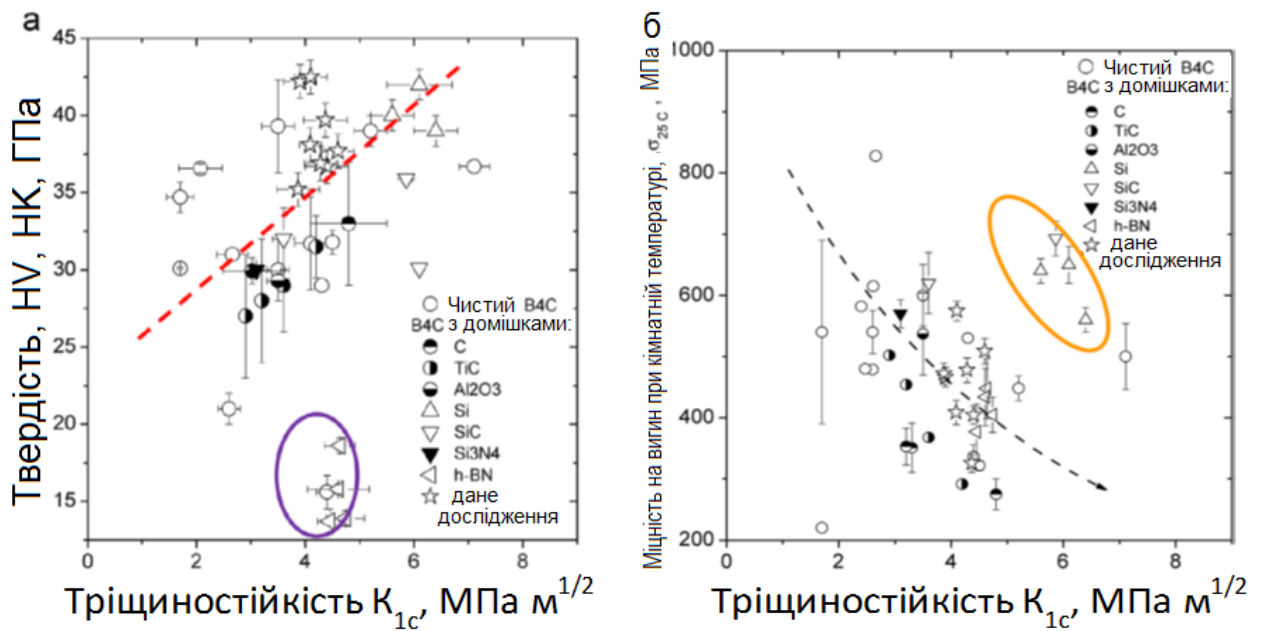 а
Твердість, HV, HK, ГПа
45
40
35
30
25
20
15
Чистий B4C
B4C з домішками:
C
TiC
Al2O3
Si
SiC
Si3N4
h-BN
дане
дослідження
0 2 4 6 8
Тріщиностійкість K1c, МПа м1/2
б
Міцність на вигин при кімнатній температурі, σ25 C, МПа
1000
800
600
400
200
Чистий B4C
B4C з домішками:
C
TiC
Al2O3
Si
SiC
Si3N4
h-BN
дане
дослідження
0 2 4 6 8
Тріщиностійкість K1c, МПа м1/2